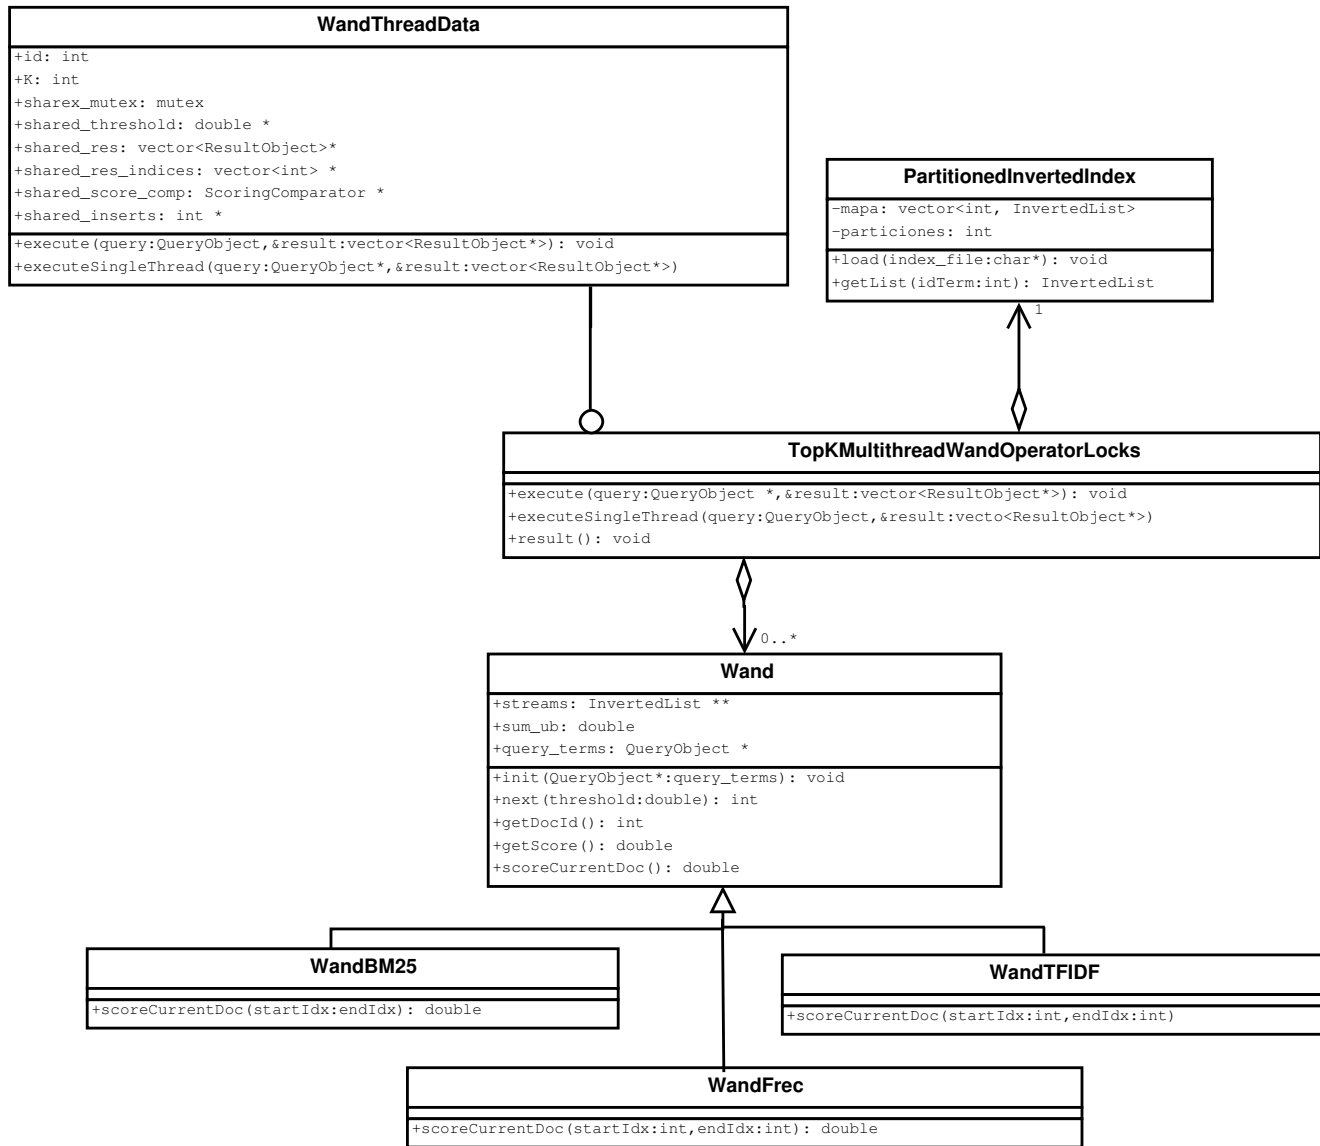 WandThreadData
+id: int
+K: int
+sharex_mutex: mutex
+shared_threshold: double *
+shared_res: vector<ResultObject>*
+shared_res_indices: vector<int> *
+shared_score_comp: ScoringComparator *
+shared_inserts: int *
+execute(query:QueryObject,&result:vector<ResultObject*>): void
+executeSingleThread(query:QueryObject*,&result:vector<ResultObject*>)
PartitionedInvertedIndex
-mapa: vector<int, InvertedList>
-particiones: int
+load(index_file:char*): void
+getList(idTerm:int): InvertedList
1
TopKMultithreadWandOperatorLocks
+execute(query:QueryObject *,&result:vector<ResultObject*>): void
+executeSingleThread(query:QueryObject,&result:vecto<ResultObject*>)
+result(): void
0..*
Wand
+streams: InvertedList **
+sum_ub: double
+query_terms: QueryObject *
+init(QueryObject*:query_terms): void
+next(threshold:double): int
+getDocId(): int
+getScore(): double
+scoreCurrentDoc(): double
WandBM25
+scoreCurrentDoc(startIdx:endIdx): double
WandTFIDF
+scoreCurrentDoc(startIdx:int,endIdx:int)
WandFrec
+scoreCurrentDoc(startIdx:int,endIdx:int): double